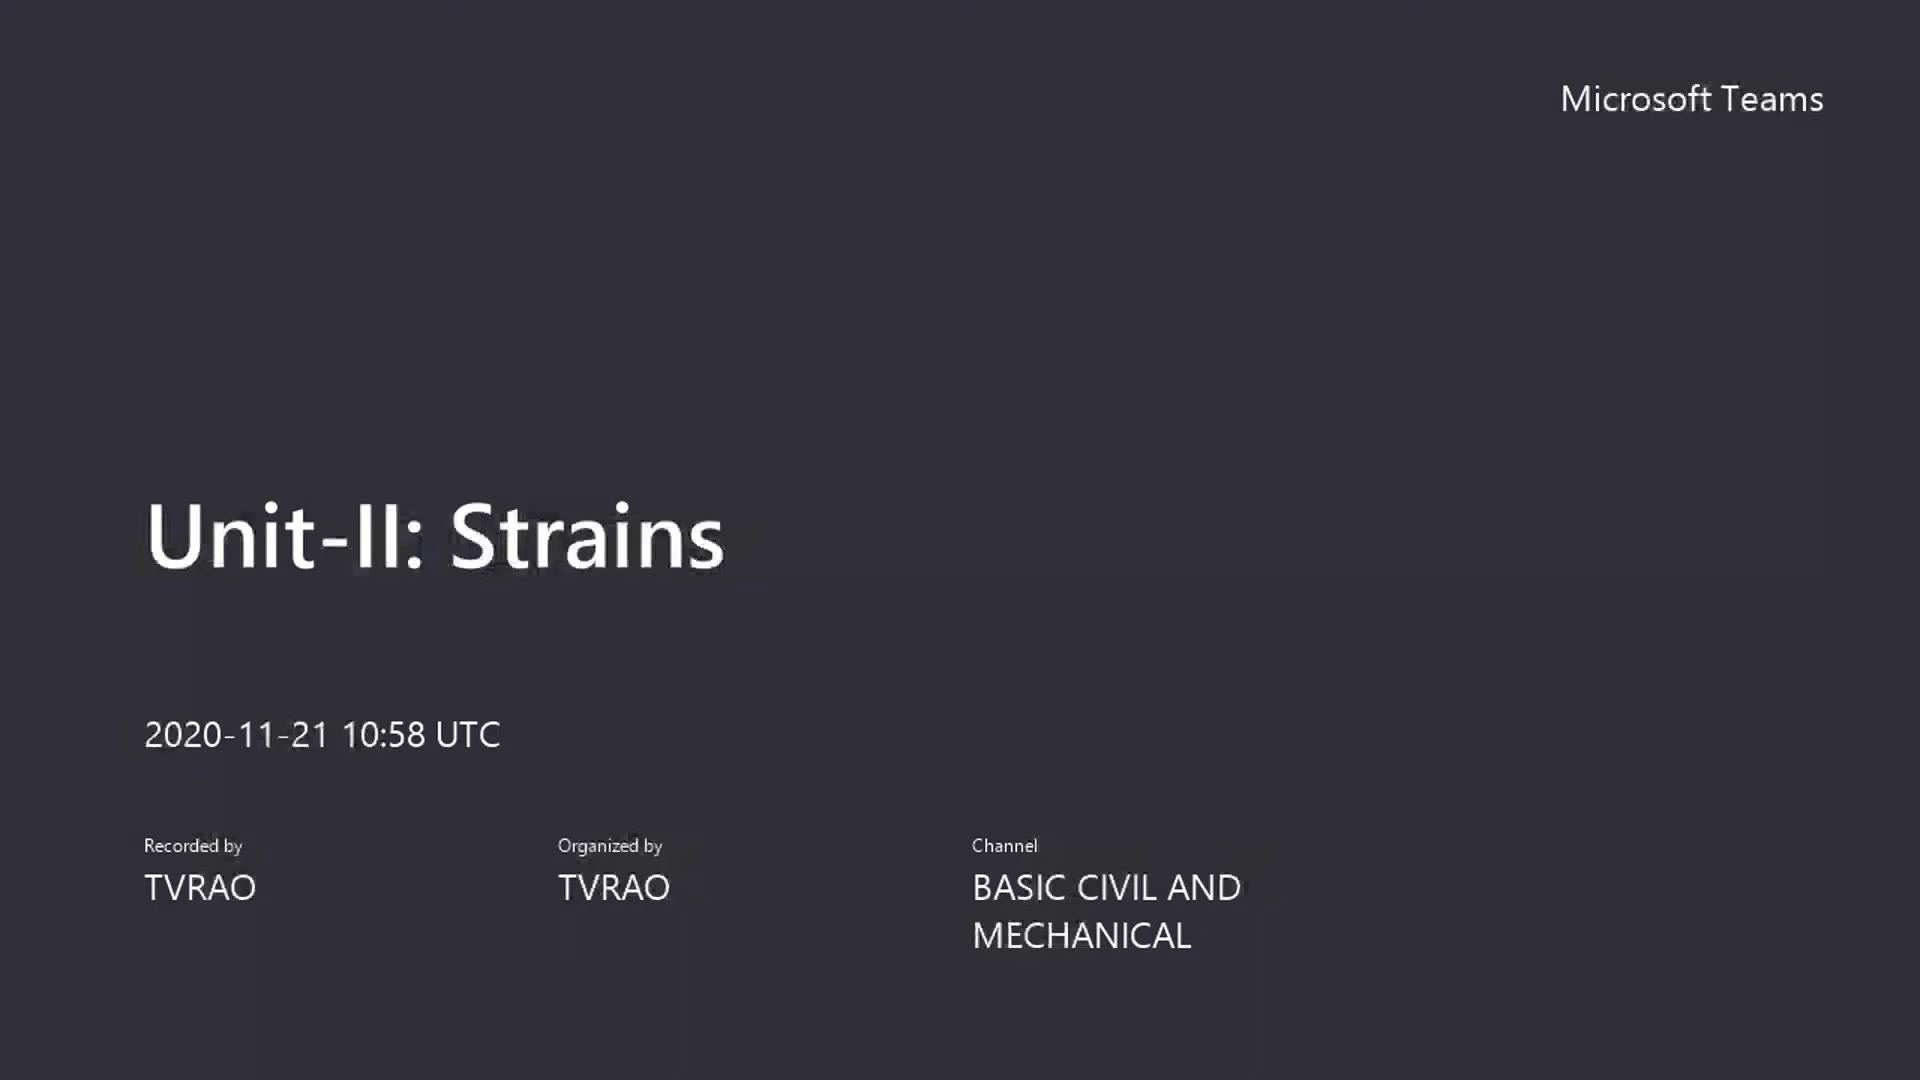 Microsoft Teams
Unit-II: Strains
2020-11-21 10:58 UTC
Recorded by
TVRAO
Organized by
TVRAO
Channel
BASIC CIVIL AND
MECHANICAL